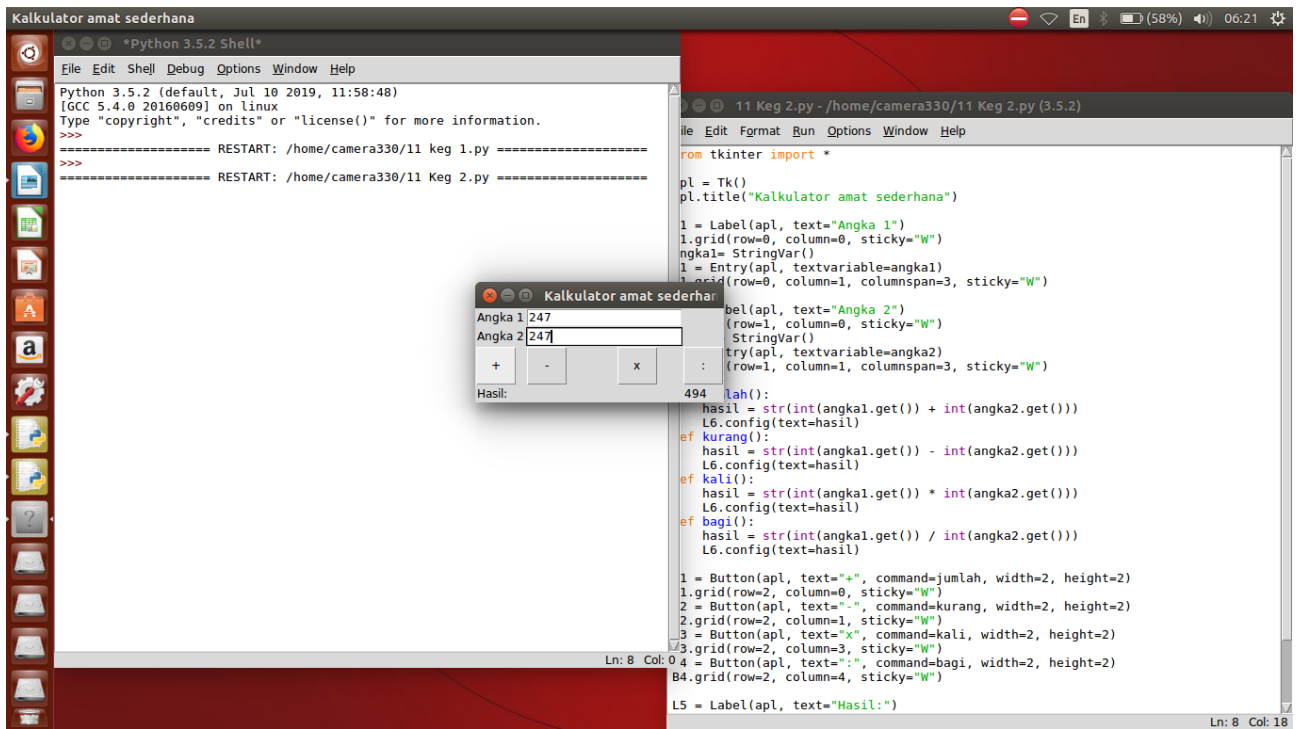 Kalkulator amat sederhana
En (58%) 06:21
*Python 3.5.2 Shell*
File Edit Shell Debug Options Window Help
Python 3.5.2 (default, Jul 10 2019, 11:58:48)
[GCC 5.4.0 20160609] on linux
Type "copyright", "credits" or "license()" for more information.
>>>
==================== RESTART: /home/camera330/11 keg 1.py ====================
>>>
==================== RESTART: /home/camera330/11 Keg 2.py ====================
Ln: 8 Col: 0
Kalkulator amat sederhan
Angka 1 247
Angka 2 247
+ - x :
Hasil: 494
11 Keg 2.py - /home/camera330/11 Keg 2.py (3.5.2)
ile Edit Format Run Options Window Help
rom tkinter import *
pl = Tk()
pl.title("Kalkulator amat sederhana")
1 = Label(apl, text="Angka 1")
1.grid(row=0, column=0, sticky="W")
ngka1= StringVar()
1 = Entry(apl, textvariable=angka1)
1.grid(row=0, column=1, columnspan=3, sticky="W")
bel(apl, text="Angka 2")
(row=1, column=0, sticky="W")
StringVar()
try(apl, textvariable=angka2)
(row=1, column=1, columnspan=3, sticky="W")
lah():
hasil = str(int(angka1.get()) + int(angka2.get()))
L6.config(text=hasil)
ef kurang():
hasil = str(int(angka1.get()) - int(angka2.get()))
L6.config(text=hasil)
ef kali():
hasil = str(int(angka1.get()) * int(angka2.get()))
L6.config(text=hasil)
ef bagi():
hasil = str(int(angka1.get()) / int(angka2.get()))
L6.config(text=hasil)
1 = Button(apl, text="+", command=jumlah, width=2, height=2)
1.grid(row=2, column=0, sticky="W")
2 = Button(apl, text="-", command=kurang, width=2, height=2)
2.grid(row=2, column=1, sticky="W")
3 = Button(apl, text="x", command=kali, width=2, height=2)
3.grid(row=2, column=3, sticky="W")
4 = Button(apl, text=":", command=bagi, width=2, height=2)
B4.grid(row=2, column=4, sticky="W")
L5 = Label(apl, text="Hasil:")
Ln: 8 Col: 18